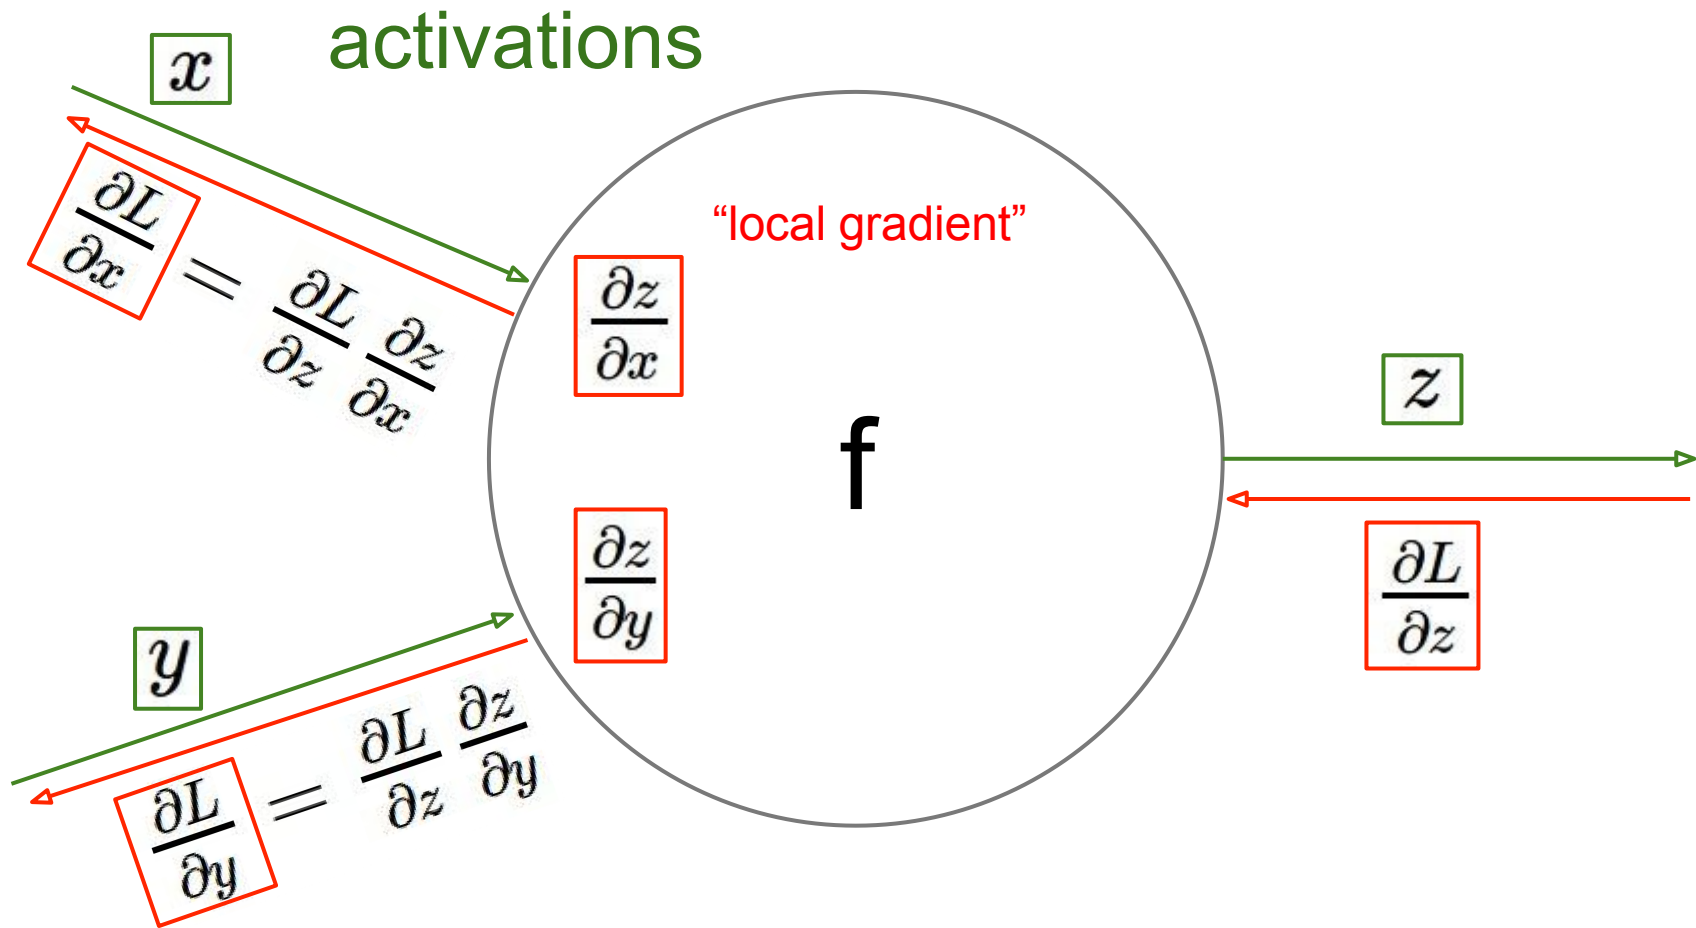 activations
x
"local gradient"
∂L/∂x = ∂L/∂z ∂z/∂x
∂z/∂x
f
z
∂z/∂y
∂L/∂z
y
∂L/∂y = ∂L/∂z ∂z/∂y